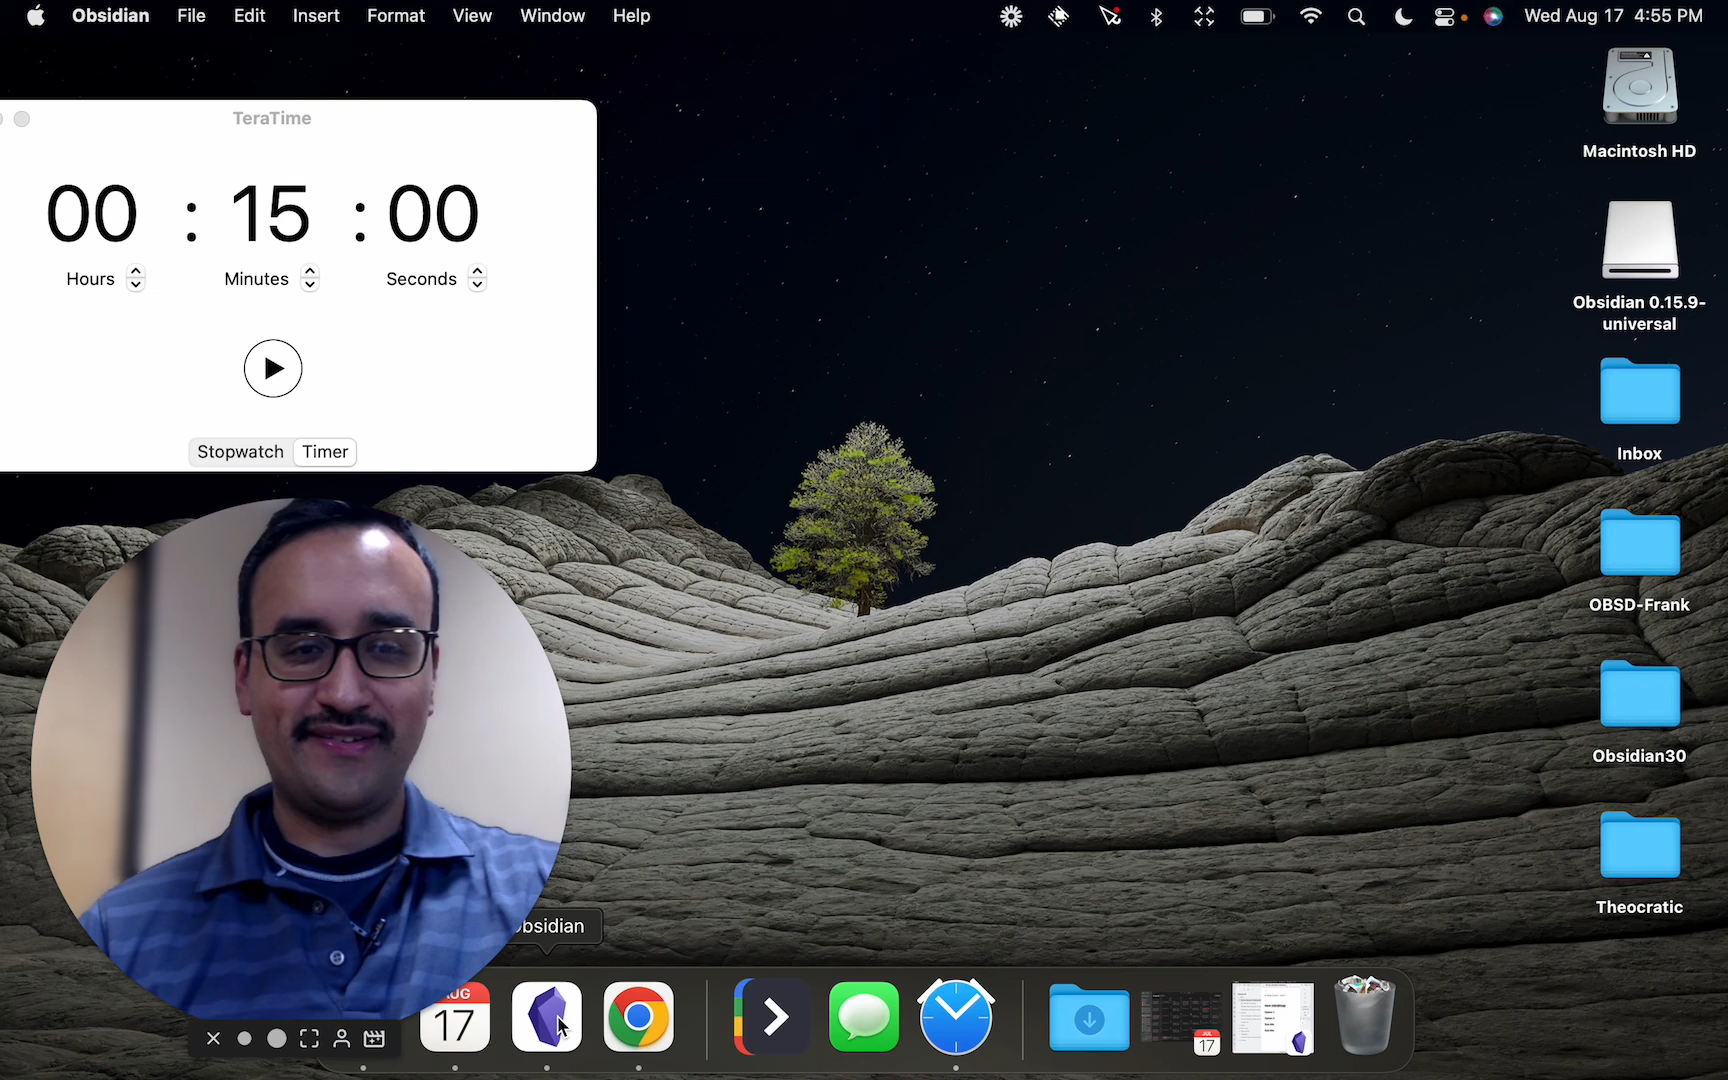 Obsidian File Edit Insert Format View Window Help
Wed Aug 17 4:55 PM
TeraTime
00 : 15 : 00
Hours Minutes Seconds
Stopwatch Timer
Macintosh HD
Obsidian 0.15.9-
universal
Inbox
OBSD-Frank
Obsidian30
Theocratic
bsidian
AUG
17
JUL
17